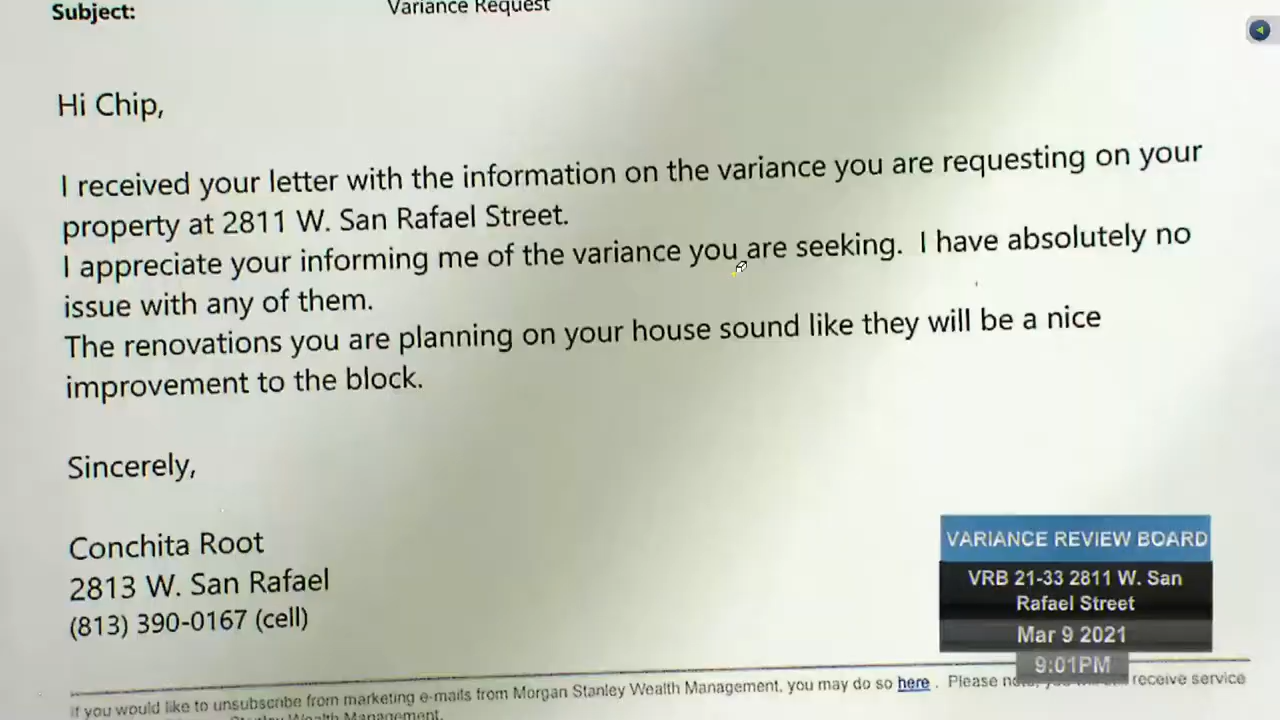 Subject: Variance Request
Hi Chip,
I received your letter with the information on the variance you are requesting on your
property at 2811 W. San Rafael Street.
I appreciate your informing me of the variance you are seeking.  I have absolutely no
issue with any of them.
The renovations you are planning on your house sound like they will be a nice
improvement to the block.
Sincerely,
Conchita Root
2813 W. San Rafael
(813) 390-0167 (cell)
VARIANCE REVIEW BOARD
VRB 21-33 2811 W. San
Rafael Street
Mar 9 2021
9:01PM
If you would like to unsubscribe from marketing e-mails from Morgan Stanley Wealth Management, you may do so here . Please receive service
Stanley Wealth Management.